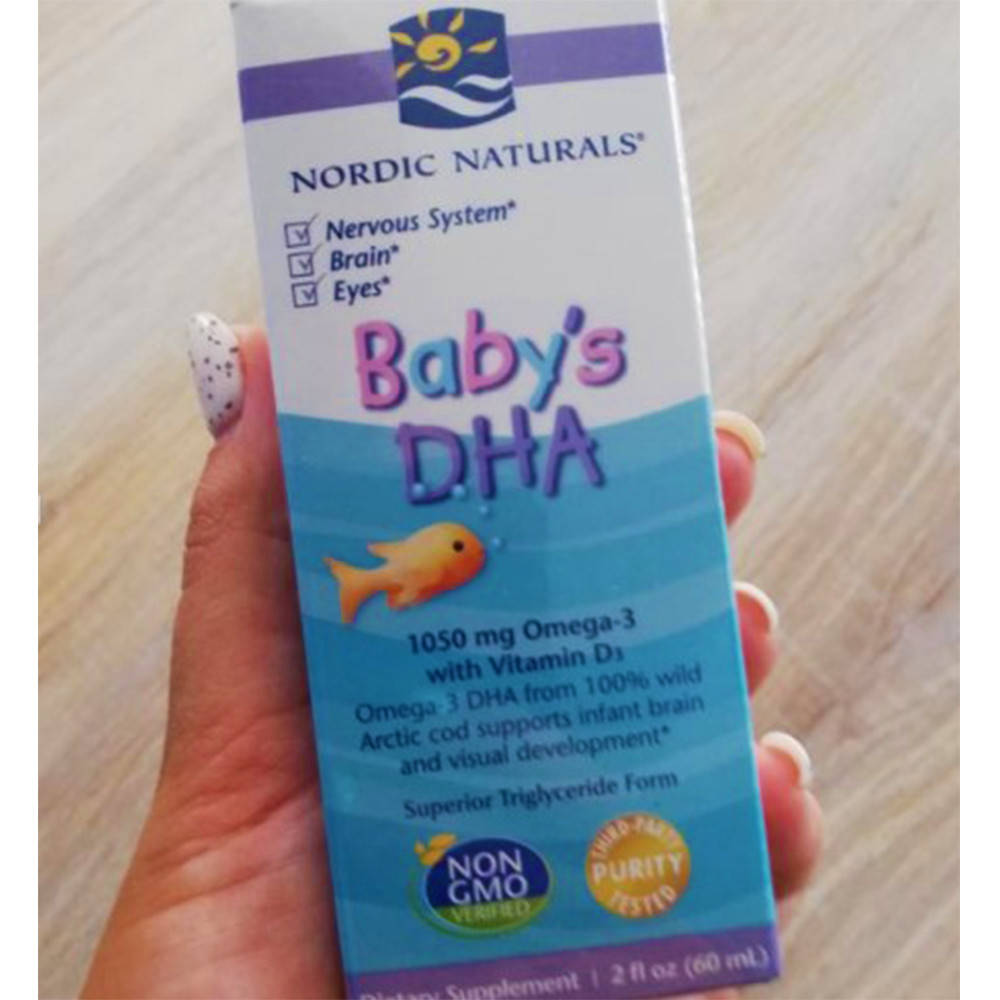 NORDIC NATURALS®
Nervous System*
Brain*
Eyes*
Baby's
DHA
1050 mg Omega-3
with Vitamin D₃
Omega-3 DHA from 100% wild
Arctic cod supports infant brain
and visual development*
Superior Triglyceride Form
NON
GMO
VERIFIED
THIRD-PARTY
PURITY
TESTED
Dietary Supplement | 2 fl oz (60 mL)